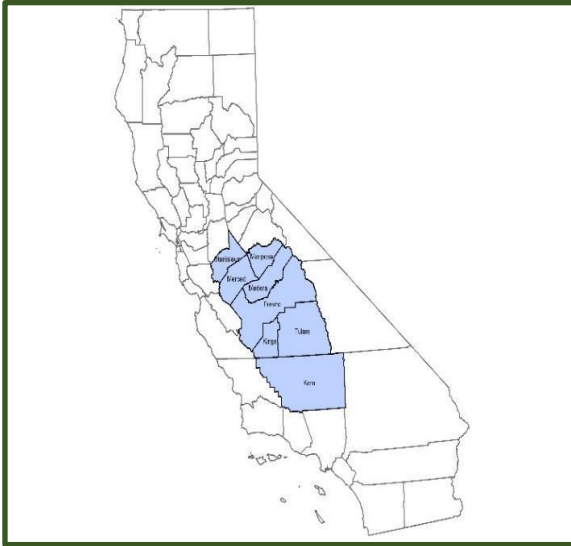 Stanislaus
Mariposa
Merced
Madera
Fresno
Kings
Tulare
Kern